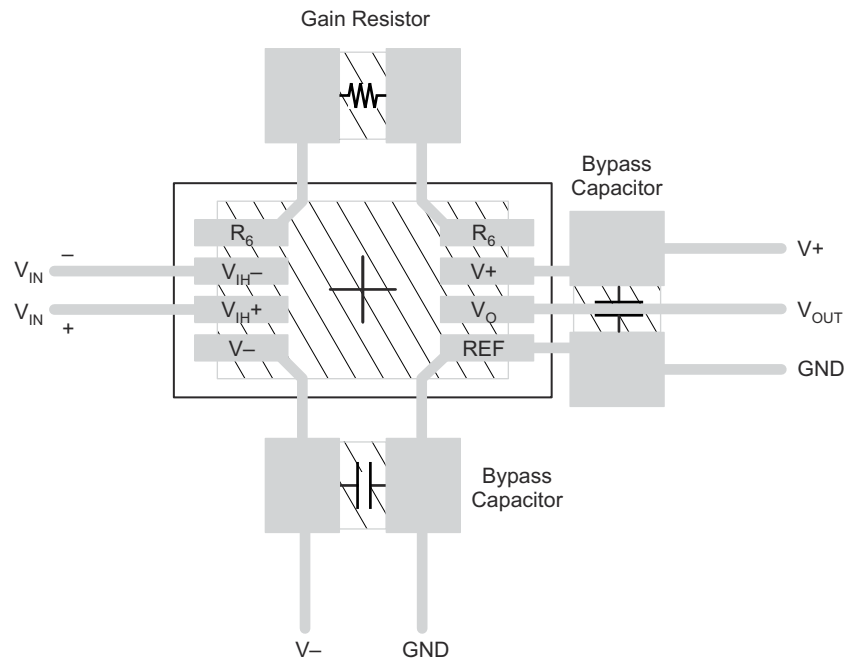 Gain Resistor
Bypass
Capacitor
R6 R6
– V+
VIN VIH– V+
VIN VIH+ VO VOUT
+
V– REF
GND
Bypass
Capacitor
V– GND